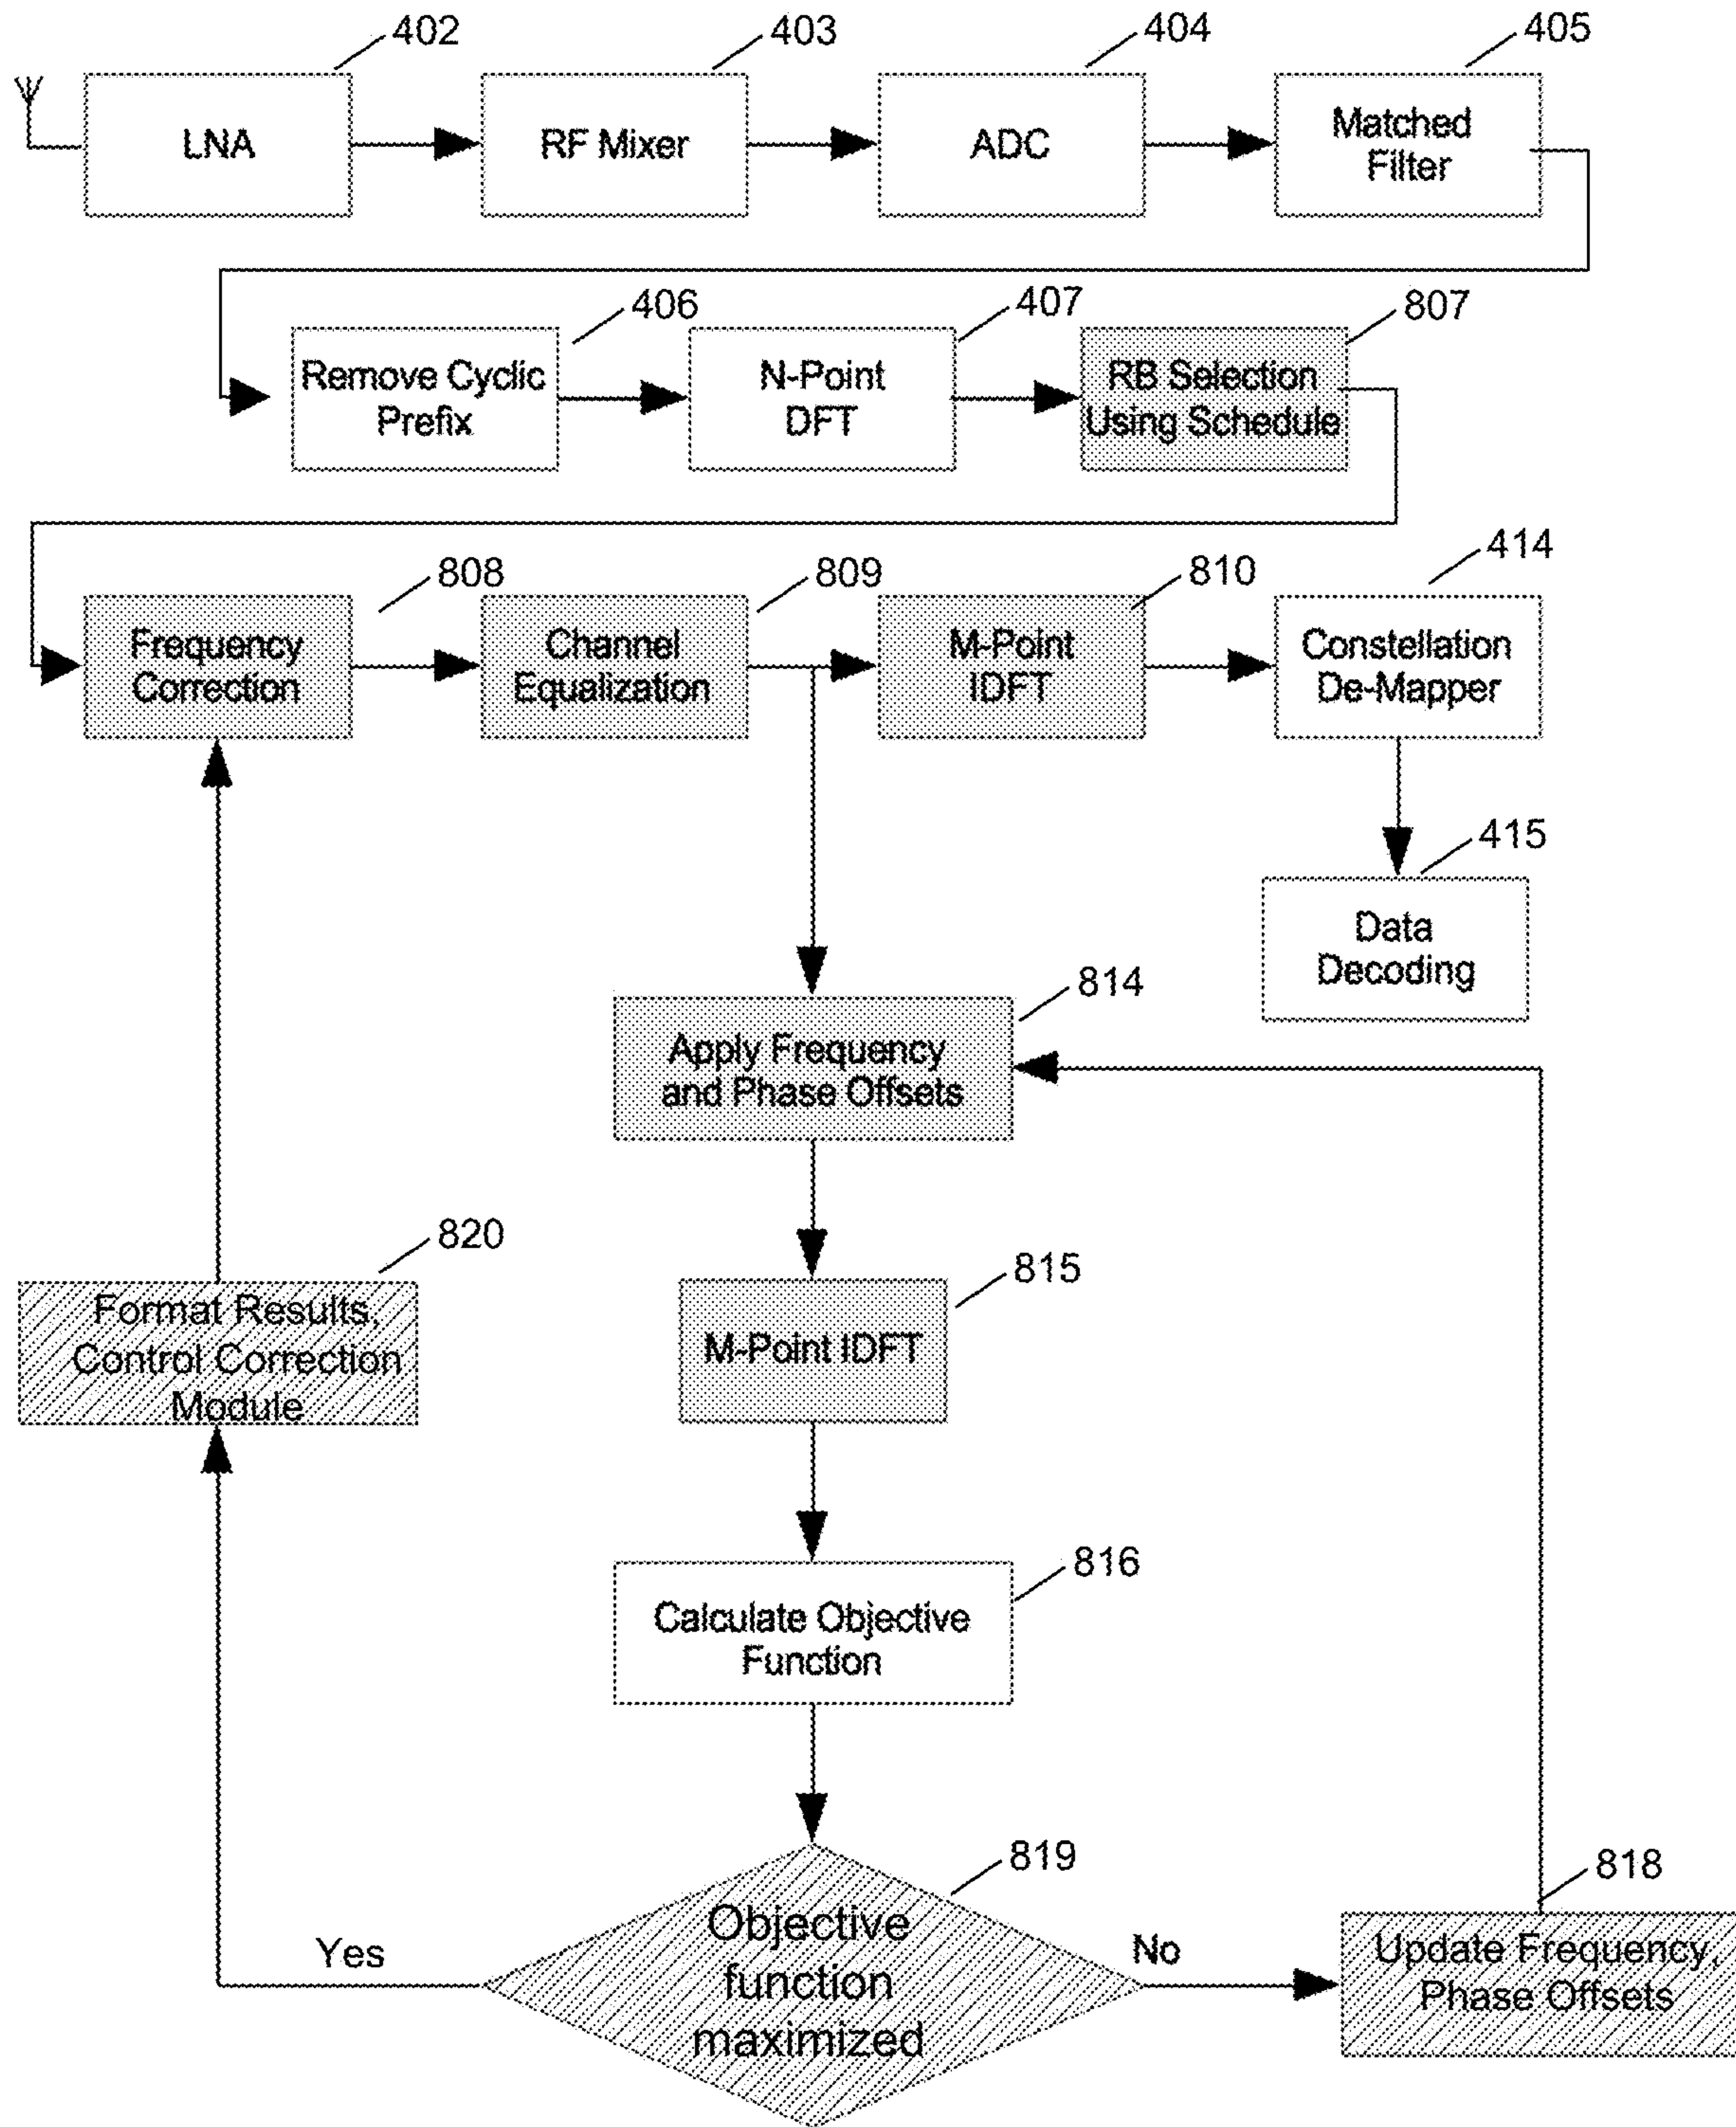 402
403
404
405
LNA
RF Mixer
ADC
Matched
Filter
406
407
807
Remove Cyclic
Prefix
N-Point
DFT
RB Selection
Using Schedule
808
809
810
414
Frequency
Correction
Channel
Equalization
M-Point
IDFT
Constellation
De-Mapper
415
Data
Decoding
814
Apply Frequency
and Phase Offsets
820
Format Results,
Control Correction
Module
815
M-Point IDFT
816
Calculate Objective
Function
819
818
Objective
function
maximized
Yes
No
Update Frequency,
Phase Offsets